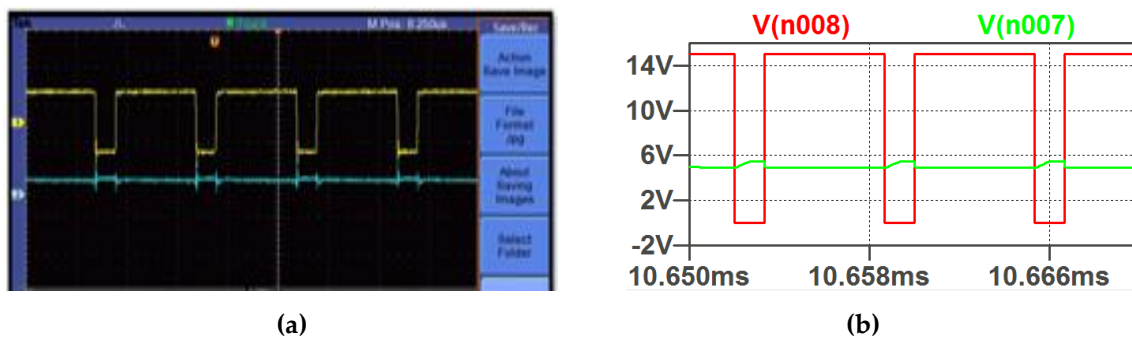 Tek
M Pos: 8.250us
Save/Rec
Action
Save Image
File
Format
.jpg
About
Saving
Images
Select
Folder
V(n008) V(n007)
14V
10V
6V
2V
-2V
10.650ms 10.658ms 10.666ms
(a) (b)